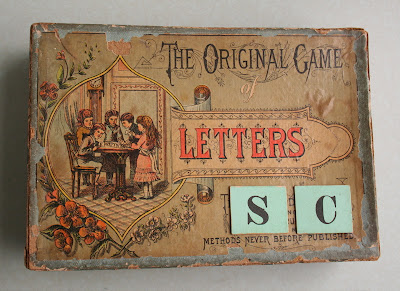 THE ORIGINAL GAME
of
LETTERS
S C
METHODS NEVER BEFORE PUBLISHED